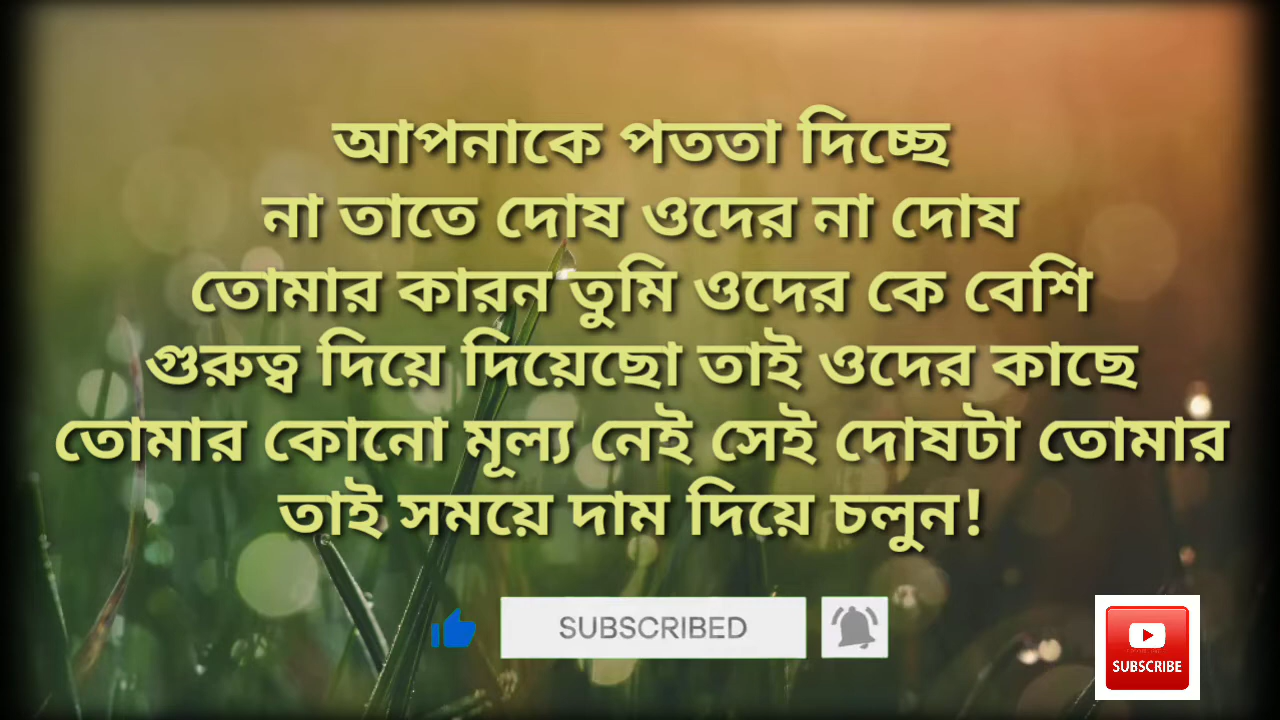 আপনাকে পততা দিচ্ছে
না তাতে দোষ ওদের না দোষ
তোমার কারন তুমি ওদের কে বেশি
গুরুত্ব দিয়ে দিয়েছো তাই ওদের কাছে
তোমার কোনো মূল্য নেই সেই দোষটা তোমার
তাই সময়ে দাম দিয়ে চলুন!
SUBSCRIBED
SUBSCRIBE